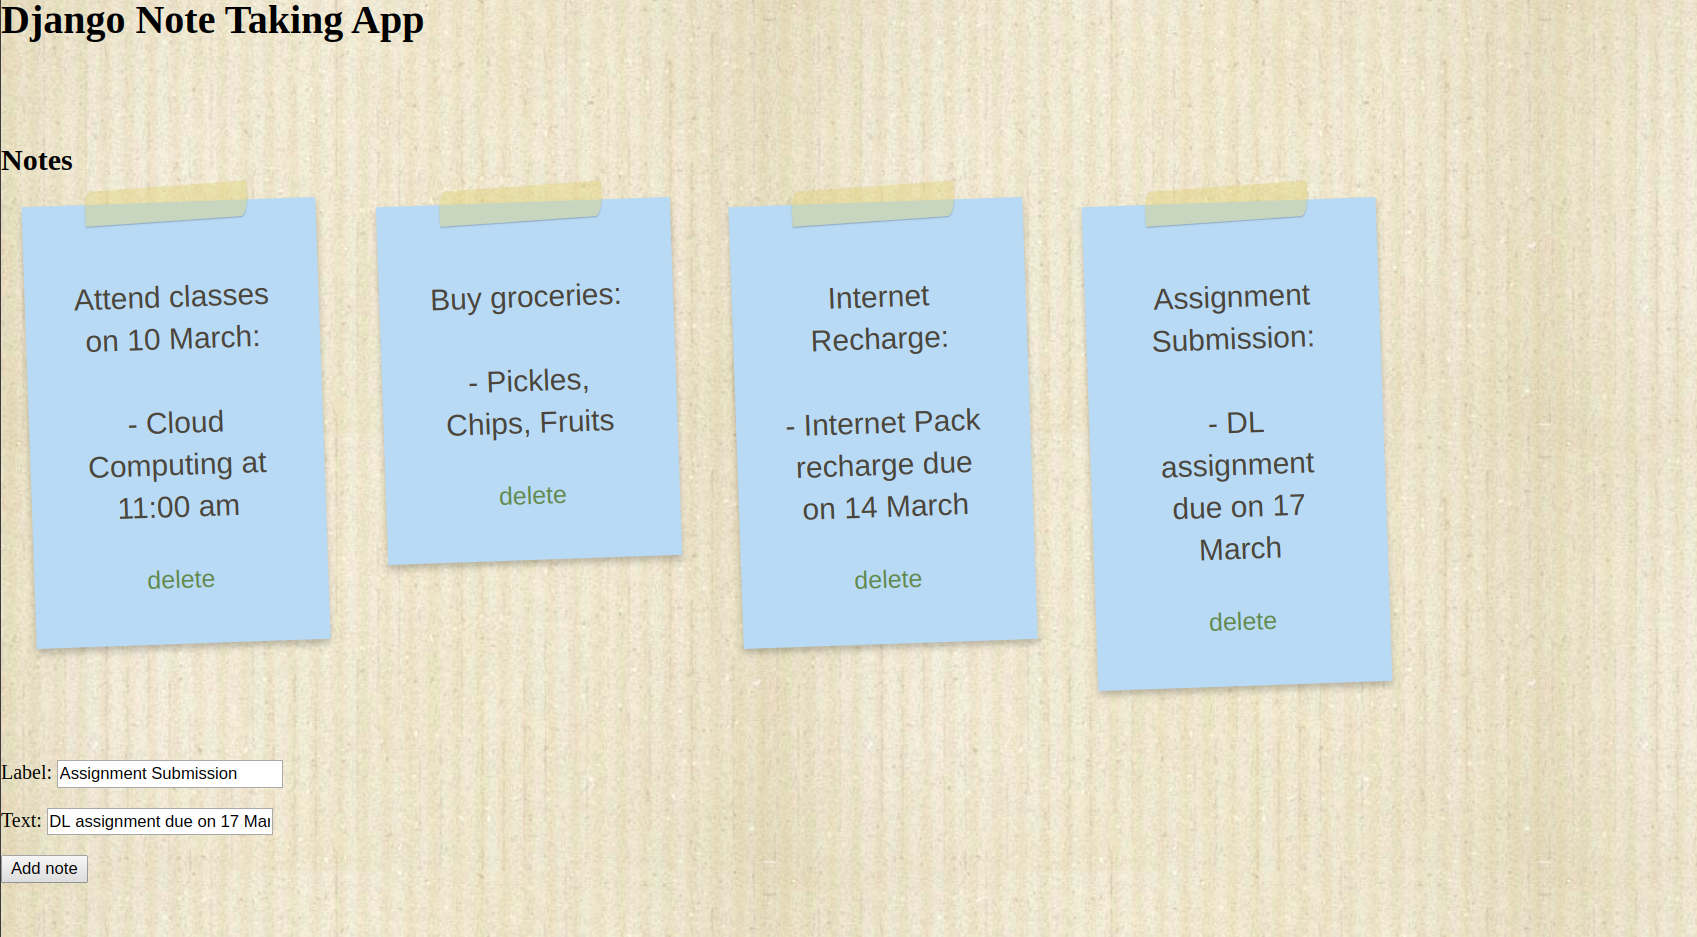 Django Note Taking App
Notes
Attend classes
on 10 March:
- Cloud
Computing at
11:00 am
delete
Buy groceries:
- Pickles,
Chips, Fruits
delete
Internet
Recharge:
- Internet Pack
recharge due
on 14 March
delete
Assignment
Submission:
- DL
assignment
due on 17
March
delete
Label: Assignment Submission
Text: DL assignment due on 17 Mar
Add note